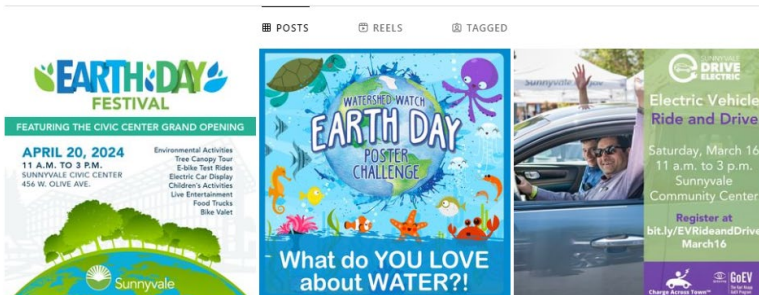 POSTS
REELS
TAGGED
EARTH DAY
FESTIVAL
FEATURING THE CIVIC CENTER GRAND OPENING
APRIL 20, 2024
11 A.M. TO 3 P.M.
SUNNYVALE CIVIC CENTER
456 W. OLIVE AVE.
Environmental Activities
Tree Canopy Tour
E-bike Test Rides
Electric Car Display
Children's Activities
Live Entertainment
Food Trucks
Bike Valet
Sunnyvale
WATERSHED WATCH
EARTH DAY
POSTER
CHALLENGE
What do YOU LOVE
about WATER?!
Sunnyvale
SUNNYVALE
DRIVE
ELECTRIC
Electric Vehicle
Ride and Drive
Saturday, March 16
11 a.m. to 3 p.m.
Sunnyvale
Community Center
Register at
bit.ly/EVRideandDrive
March16
Charge Across Town™
GoEV